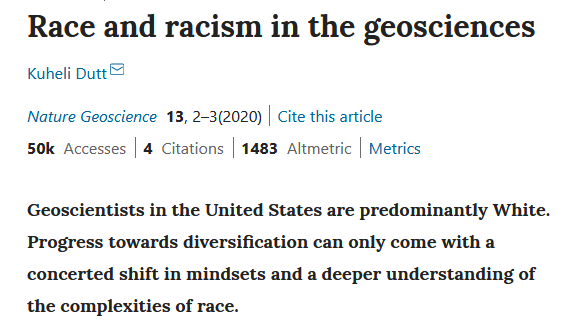 Race and racism in the geosciences
Kuheli Dutt
Nature Geoscience 13, 2–3(2020) Cite this article
50k Accesses 4 Citations 1483 Altmetric Metrics
Geoscientists in the United States are predominantly White.
Progress towards diversification can only come with a
concerted shift in mindsets and a deeper understanding of
the complexities of race.